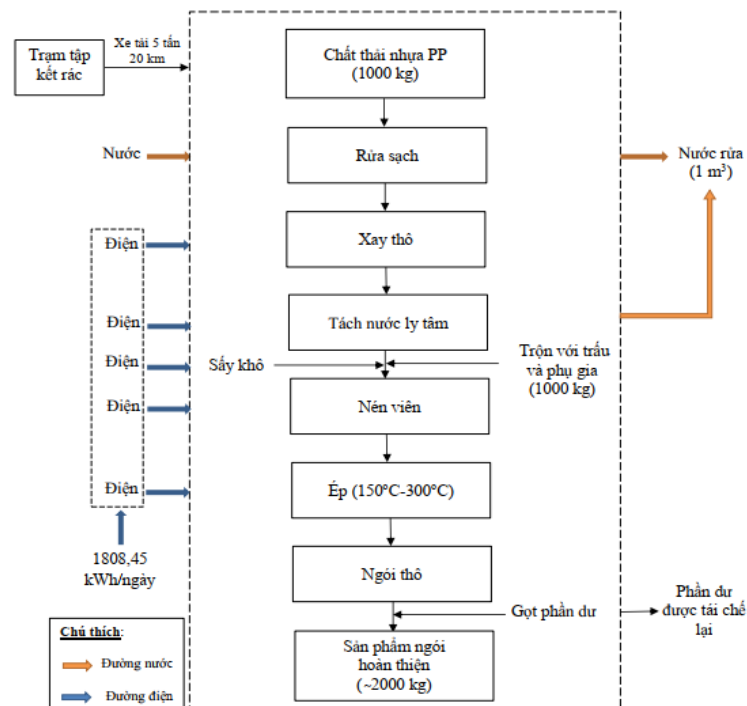 Trạm tập
kết rác
Xe tải 5 tấn
20 km
Chất thải nhựa PP
(1000 kg)
Nước
Rửa sạch
Nước rửa
(1 m³)
Xay thô
Điện
Tách nước ly tâm
Điện
Điện
Sấy khô
Trộn với trấu
và phụ gia
(1000 kg)
Điện
Nén viên
Ép (150°C-300°C)
Điện
1808,45
kWh/ngày
Ngói thô
Gọt phần dư
Phần dư
được tái chế
lại
Sản phẩm ngói
hoàn thiện
(~2000 kg)
Chú thích:
Đường nước
Đường điện